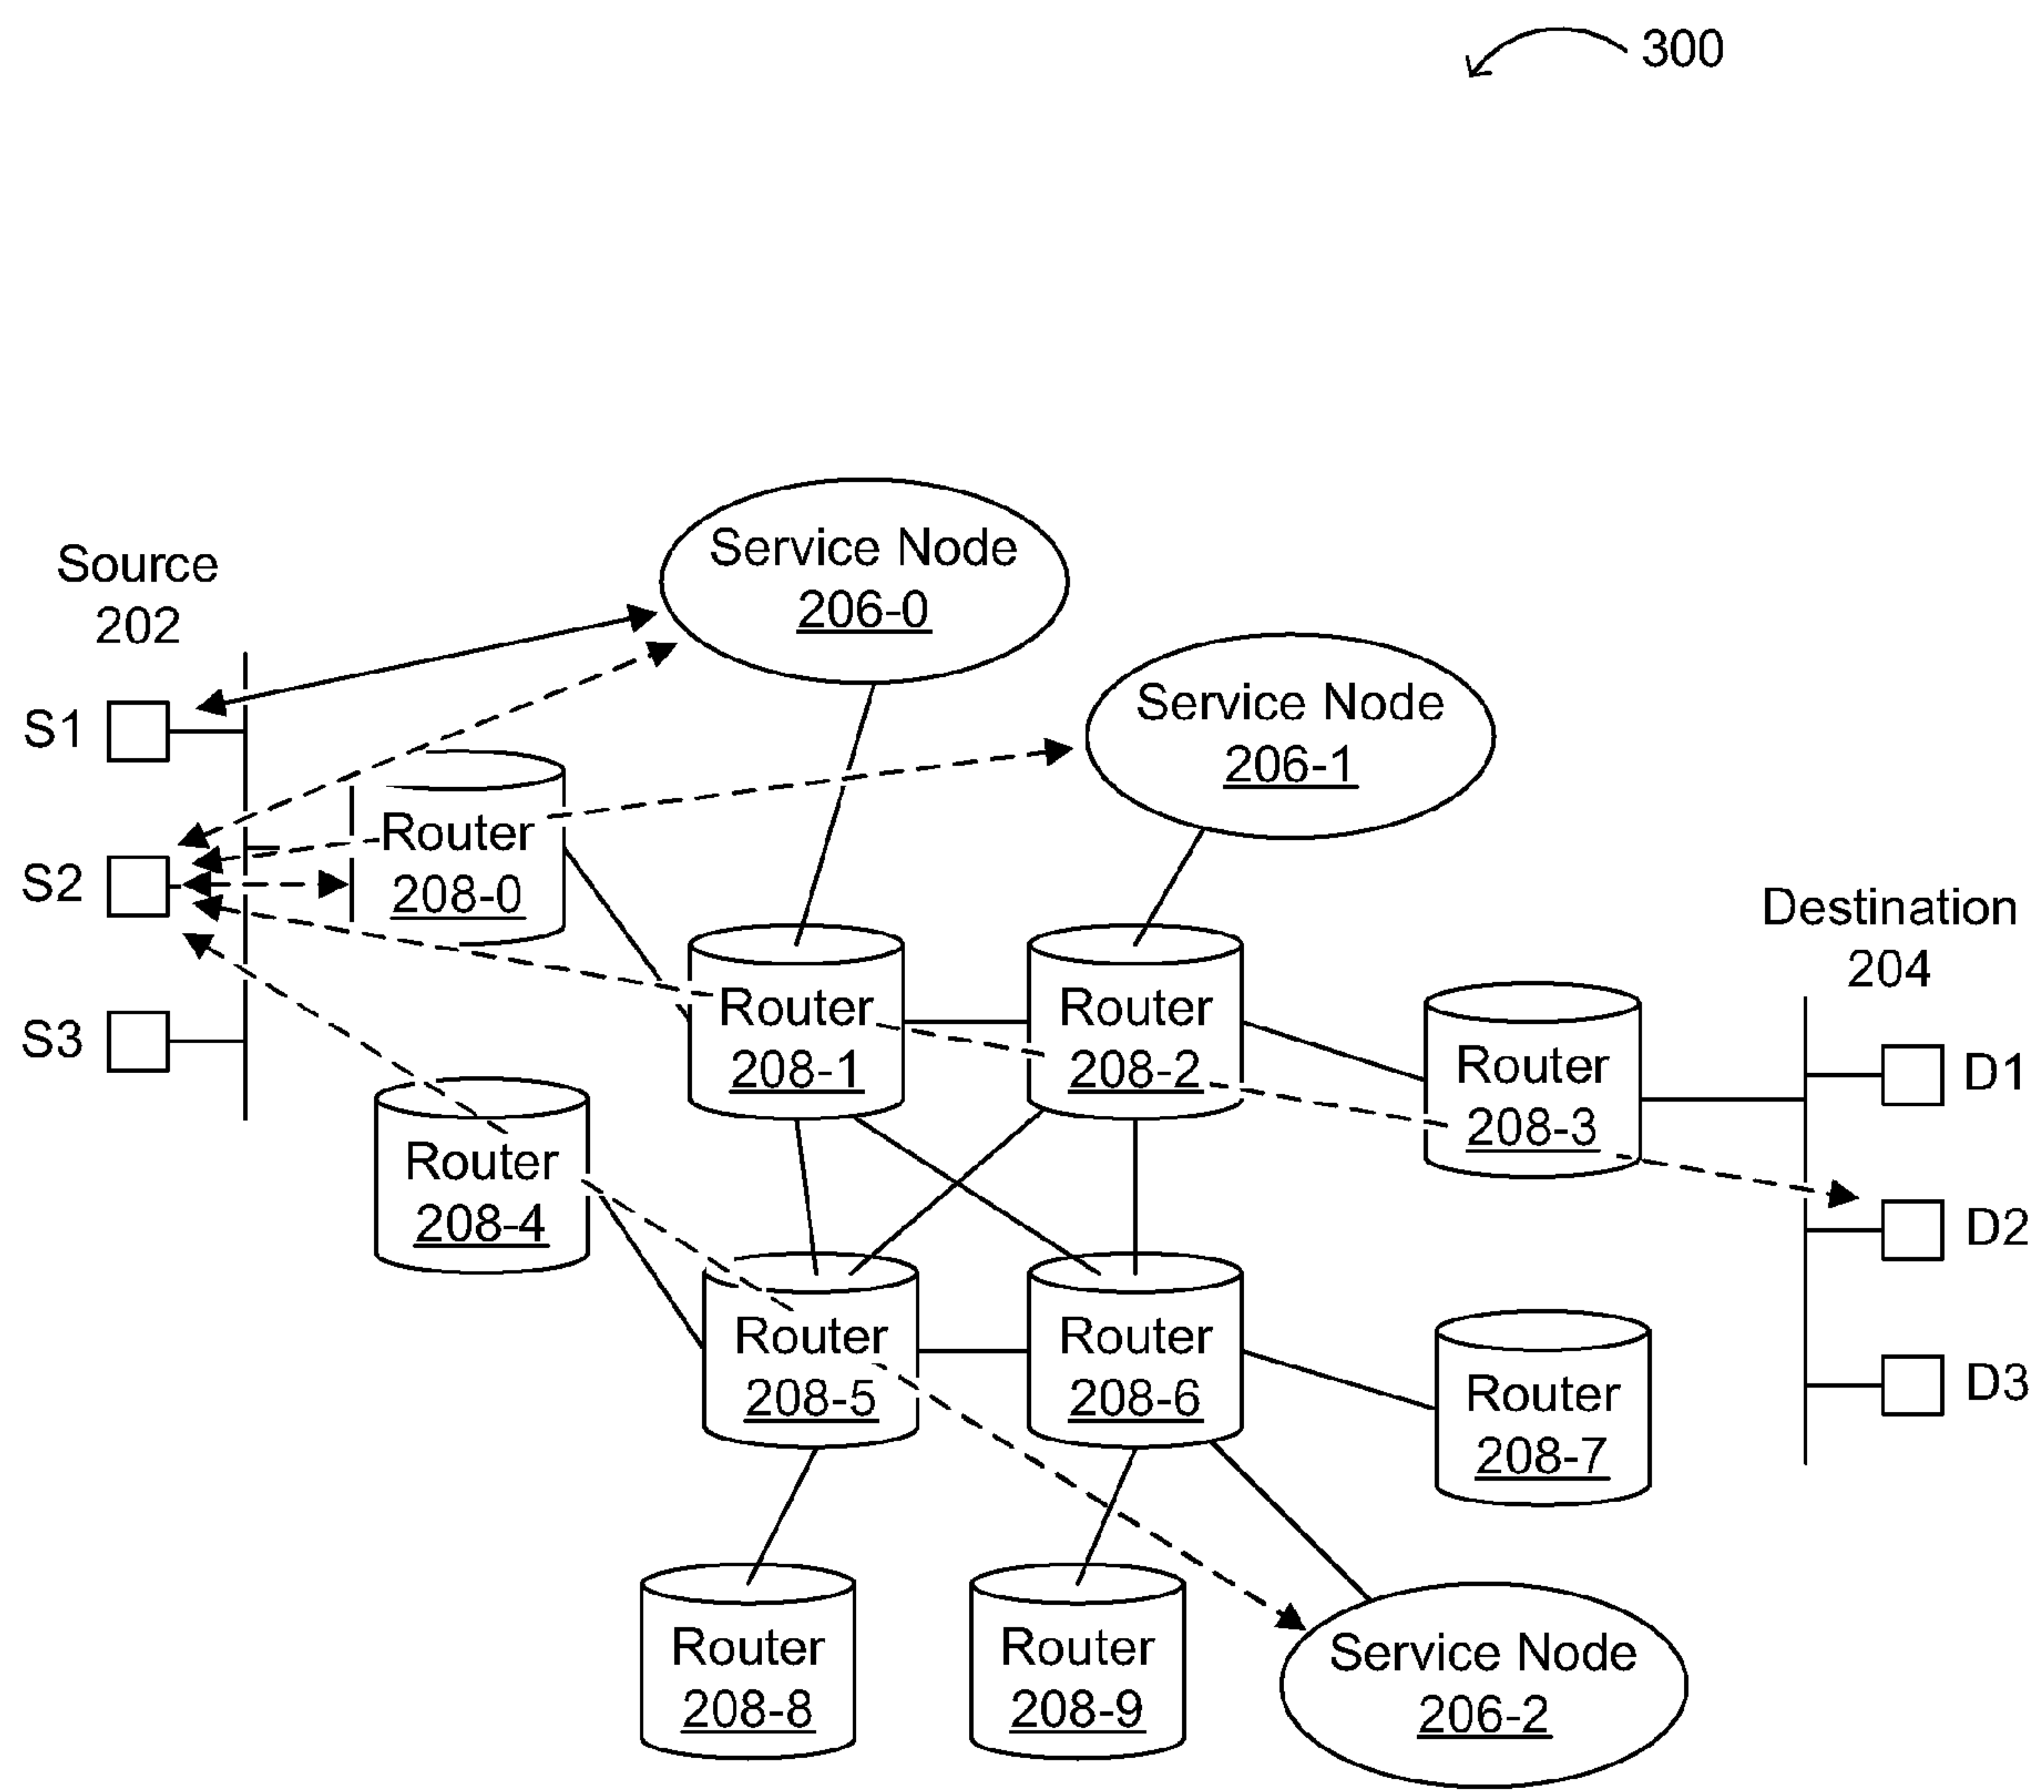 300
Service Node
206-0
Source
202
Service Node
206-1
S1
Router
208-0
S2
Destination
204
Router
208-1
Router
208-2
S3
Router
208-3
D1
Router
208-4
D2
Router
208-5
Router
208-6
Router
208-7
D3
Router
208-8
Router
208-9
Service Node
206-2